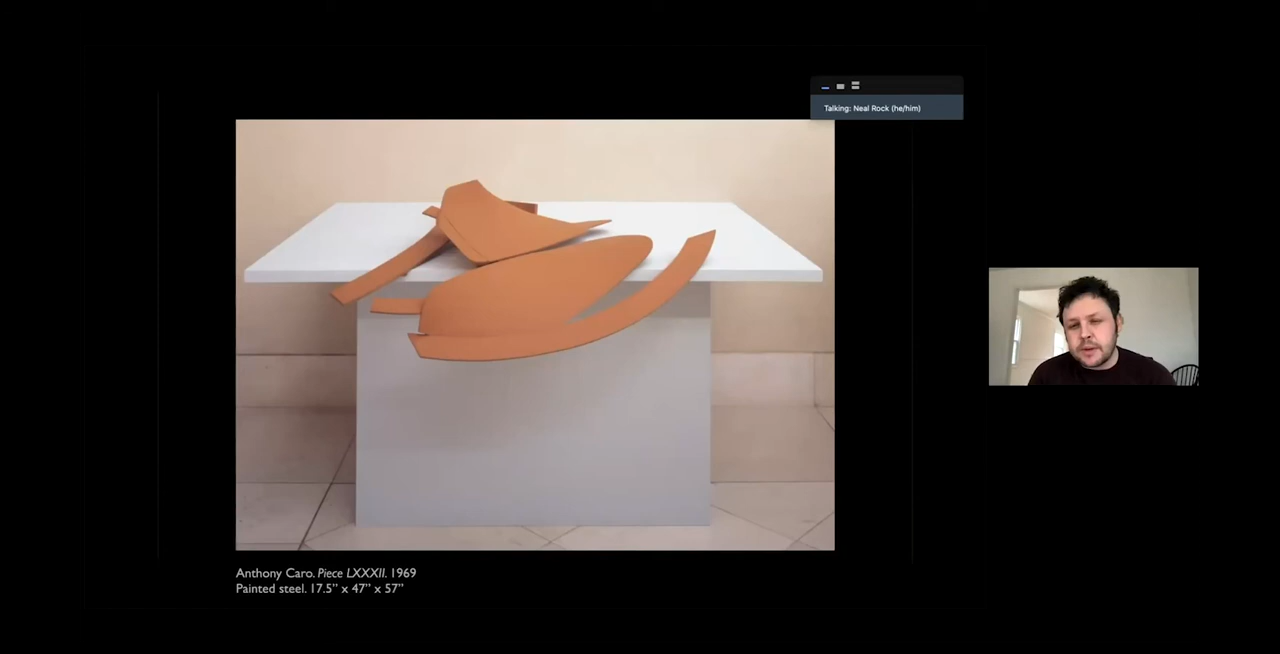 Talking: Neal Rock (he/him)
Anthony Caro. Piece LXXXII. 1969
Painted steel. 17.5” x 47” x 57”